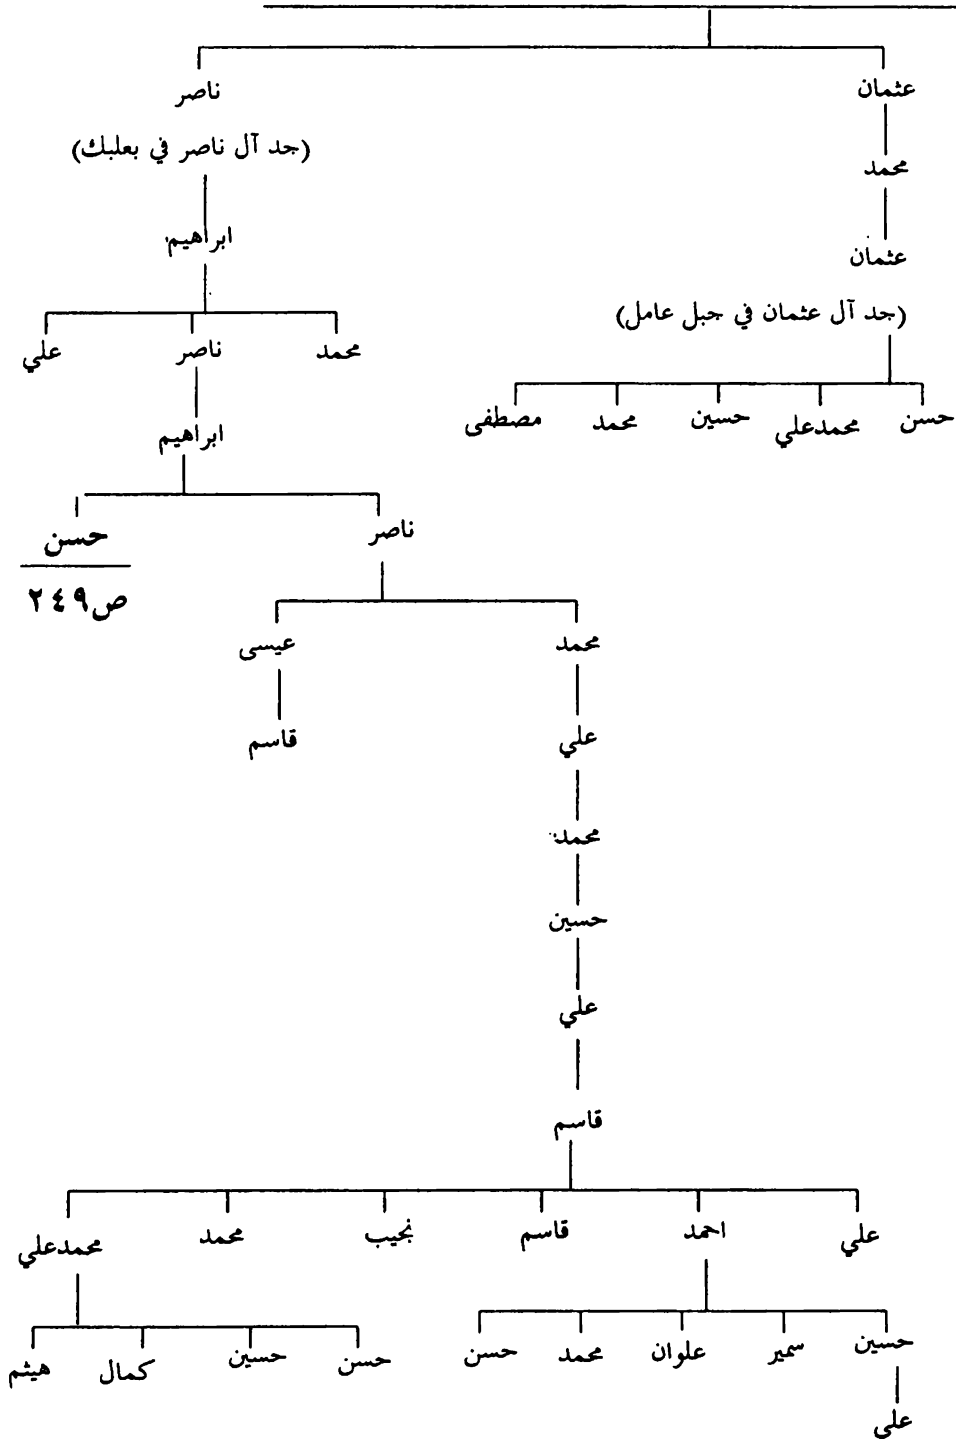 عثمان ناصر
(جد آل ناصر في بعلبك)
محمد
ابراهيم
عثمان
(جد آل عثمان في جبل عامل)
محمد ناصر علي
حسن محمدعلي حسين محمد مصطفى
ابراهيم
ناصر حسن
ص٢٤٩
محمد عيسى
علي قاسم
محمد
حسين
علي
قاسم
علي احمد قاسم نجيب محمد محمدعلي
حسين سمير علوان محمد حسن حسن حسين كمال هيثم
علي